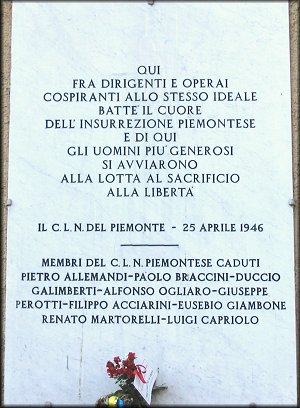 QUI
FRA DIRIGENTI E OPERAI
COSPIRANTI ALLO STESSO IDEALE
BATTE' IL CUORE
DELL'INSURREZIONE PIEMONTESE
E DI QUI
GLI UOMINI PIU' GENEROSI
SI AVVIARONO
ALLA LOTTA AL SACRIFICIO
ALLA LIBERTA'
IL C.L.N. DEL PIEMONTE - 25 APRILE 1946
MEMBRI DEL C.L.N. PIEMONTESE CADUTI
PIETRO ALLEMANDI-PAOLO BRACCINI-DUCCIO
GALIMBERTI-ALFONSO OGLIARO-GIUSEPPE
PEROTTI-FILIPPO ACCIARINI-EUSEBIO GIAMBONE
RENATO MARTORELLI-LUIGI CAPRIOLO